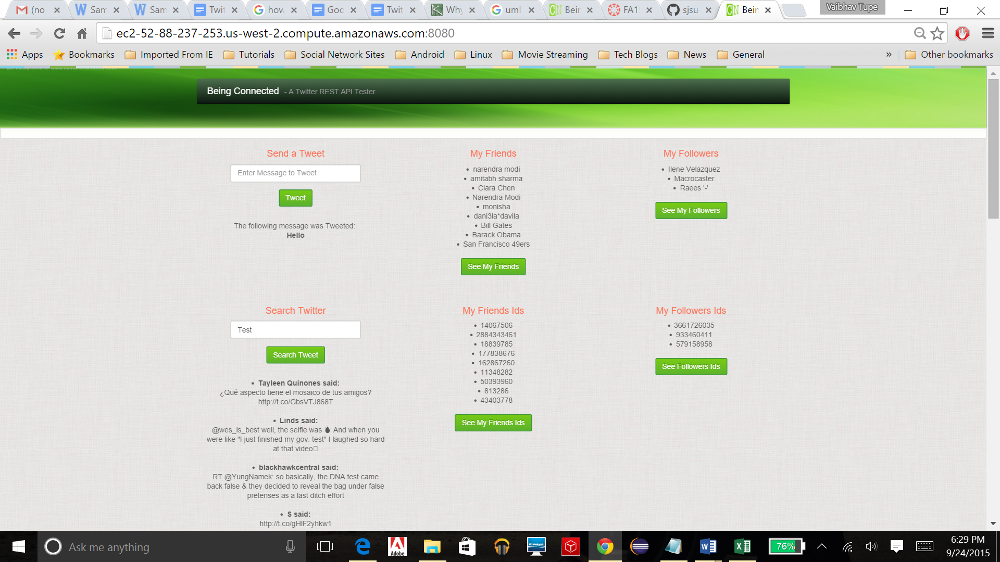 (no
Sam
Sam
Twit
how
Goo
Twit
Why
uml
Bein
FA1
sjsu
Bein
Vaibhav Tupe
ec2-52-88-237-253.us-west-2.compute.amazonaws.com:8080
Apps
Bookmarks
Imported From IE
Tutorials
Social Network Sites
Android
Linux
Movie Streaming
Tech Blogs
News
General
»
Other bookmarks
Being Connected - A Twitter REST API Tester
Send a Tweet
Enter Message to Tweet
Tweet
The following message was Tweeted:
Hello
My Friends
• narendra modi
• amitabh sharma
• Clara Chen
• Narendra Modi
• monisha
• dani3la*davila
• Bill Gates
• Barack Obama
• San Francisco 49ers
See My Friends
My Followers
• Ilene Velazquez
• Macrocaster
• Raees '-'
See My Followers
Search Twitter
Test
Search Tweet
• Tayleen Quinones said:
¿Qué aspecto tiene el mosaico de tus amigos?
http://t.co/GbsVTJ868T
• Linds said:
@wes_is_best well, the selfie was 🔥 And when you
were like "I just finished my gov. test" I laughed so hard
at that video
• blackhawkcentral said:
RT @YungNamek: so basically, the DNA test came
back false & they decided to reveal the bag under false
pretenses as a last ditch effort
• S said:
http://t.co/gHlF2yhkw1
My Friends Ids
• 14067506
• 2884343461
• 18839785
• 177838676
• 162867260
• 11348282
• 50393960
• 813286
• 43403778
See My Friends Ids
My Followers Ids
• 3661726035
• 933460411
• 579158958
See Followers Ids
Ask me anything
Adobe
lenovo
76%
6:29 PM
9/24/2015